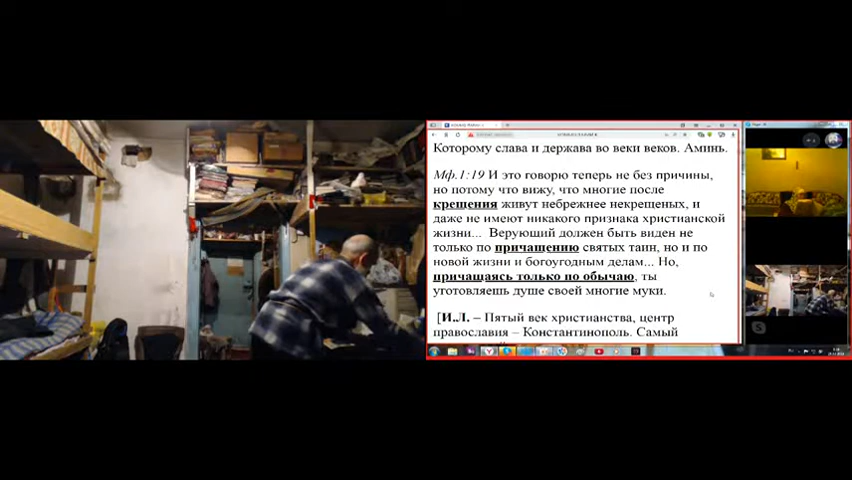 Которому слава и держава во веки веков. Аминь.
Мф.1:19 И это говорю теперь не без причины,
но потому что вижу, что многие после
крещения живут небрежнее некрещеных, и
даже не имеют никакого признака христианской
жизни... Верующий должен быть виден не
только по причащению святых таин, но и по
новой жизни и богоугодным делам... Но,
причащаясь только по обычаю, ты
уготовляешь душе своей многие муки.
[И.Л. – Пятый век христианства, центр
православия – Константинополь. Самый